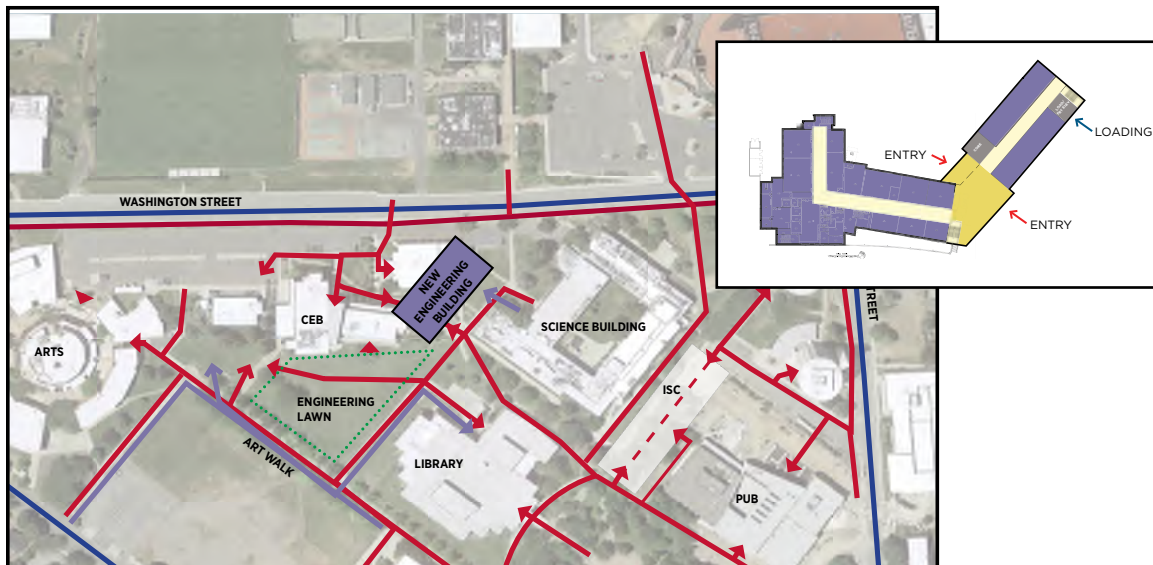 WASHINGTON STREET
NEW
ENGINEERING
BUILDING
CEB
SCIENCE BUILDING
ARTS
ENGINEERING
LAWN
ISC
ART WALK
LIBRARY
PUB
STREET
ENTRY
LOADING
ENTRY